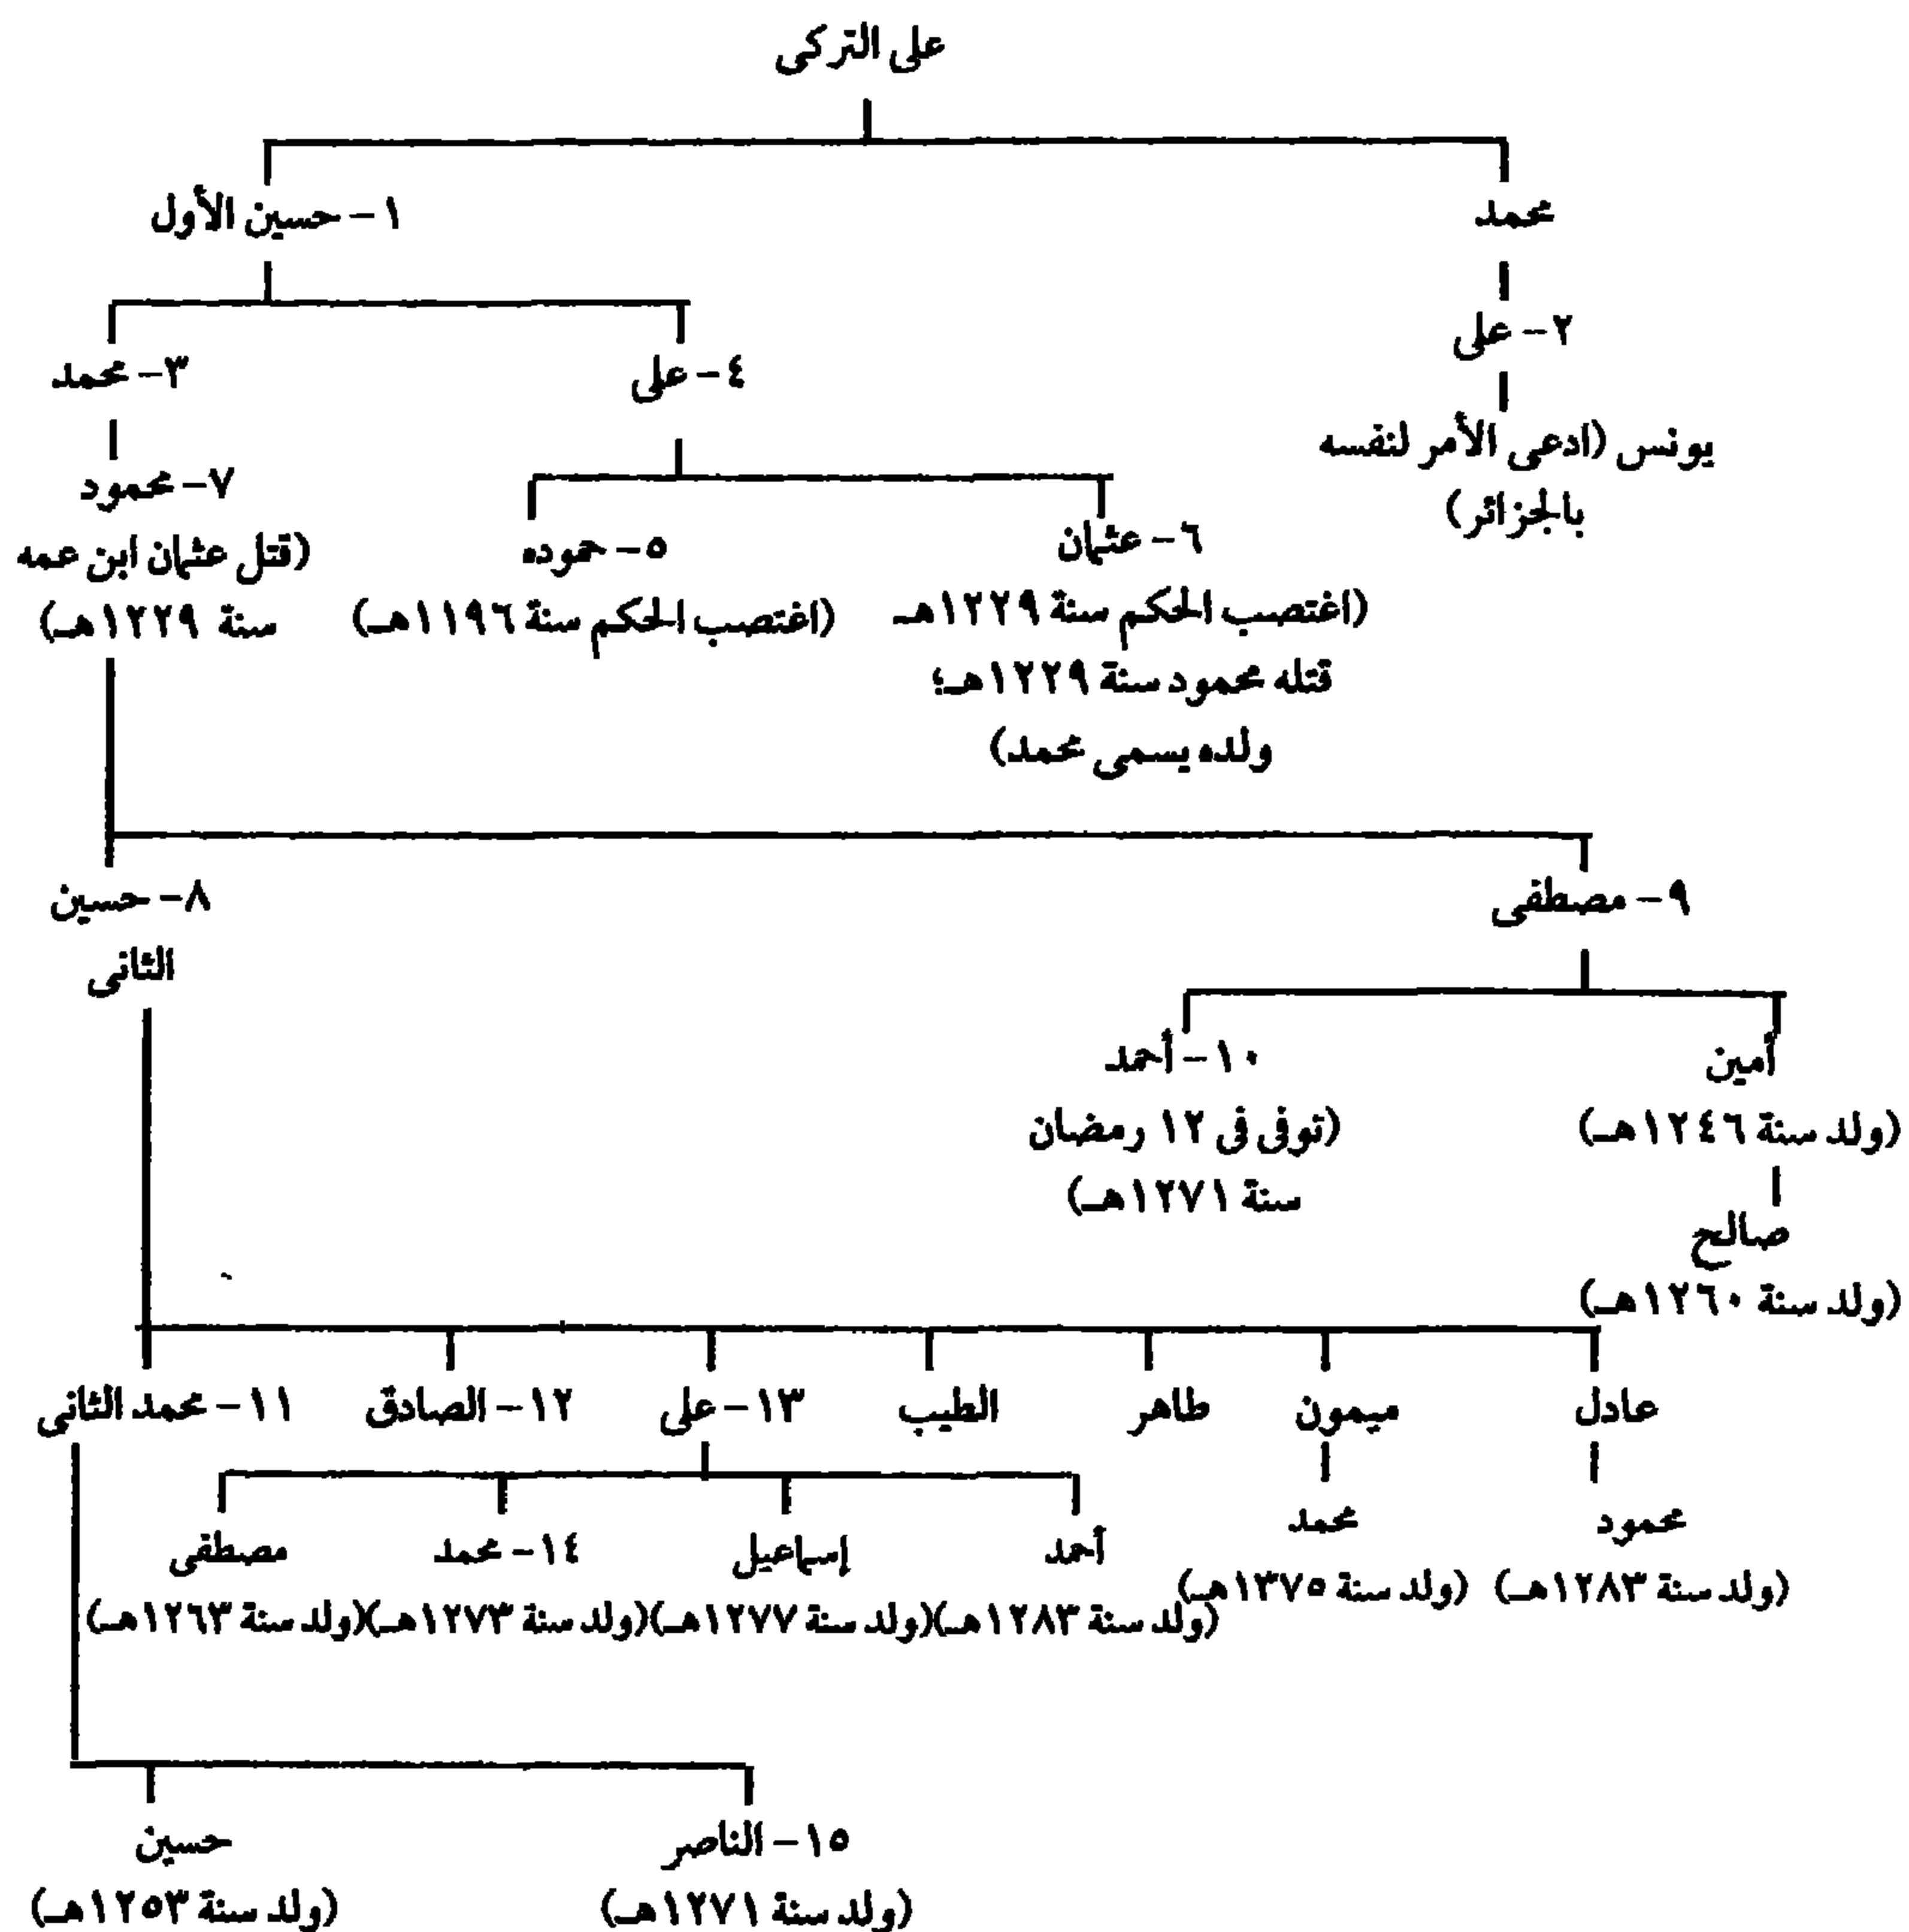 على التركى
محمد
١- حسين الأول
٢- على
٤- على
٣- محمد
يونس (ادعى الأمر لنفسه
بالجزائر)
٧- محمود
(قتل عثمان ابن عمه
سنة ١٢٢٩هـ)
٦- عثمان
(اغتصب الحكم سنة ١٢٢٩هـ
قتله محمود سنة ١٢٢٩هـ؛
ولده يسمى محمد)
٥- حموده
(اغتصب الحكم سنة ١١٩٦هـ)
٩- مصطفى
٨- حسين
الثانى
أمين
(ولد سنة ١٢٤٦هـ)
صالح
(ولد سنة ١٢٦٠هـ)
١٠- أحمد
(توفى فى ١٢ رمضان
سنة ١٢٧١هـ)
عادل
ميمون
طاهر
الطيب
١٣- على
١٢- الصادق
١١- محمد الثانى
محمود
(ولد سنة ١٢٨٣هـ)
محمد
(ولد سنة ١٣٧٥هـ)
أحمد
(ولد سنة ١٢٨٣هـ)
إسماعيل
(ولد سنة ١٢٧٧هـ)
١٤- محمد
(ولد سنة ١٢٧٣هـ)
مصطفى
(ولد سنة ١٢٦٣هـ)
١٥- الناصر
(ولد سنة ١٢٧١هـ)
حسين
(ولد سنة ١٢٥٣هـ)